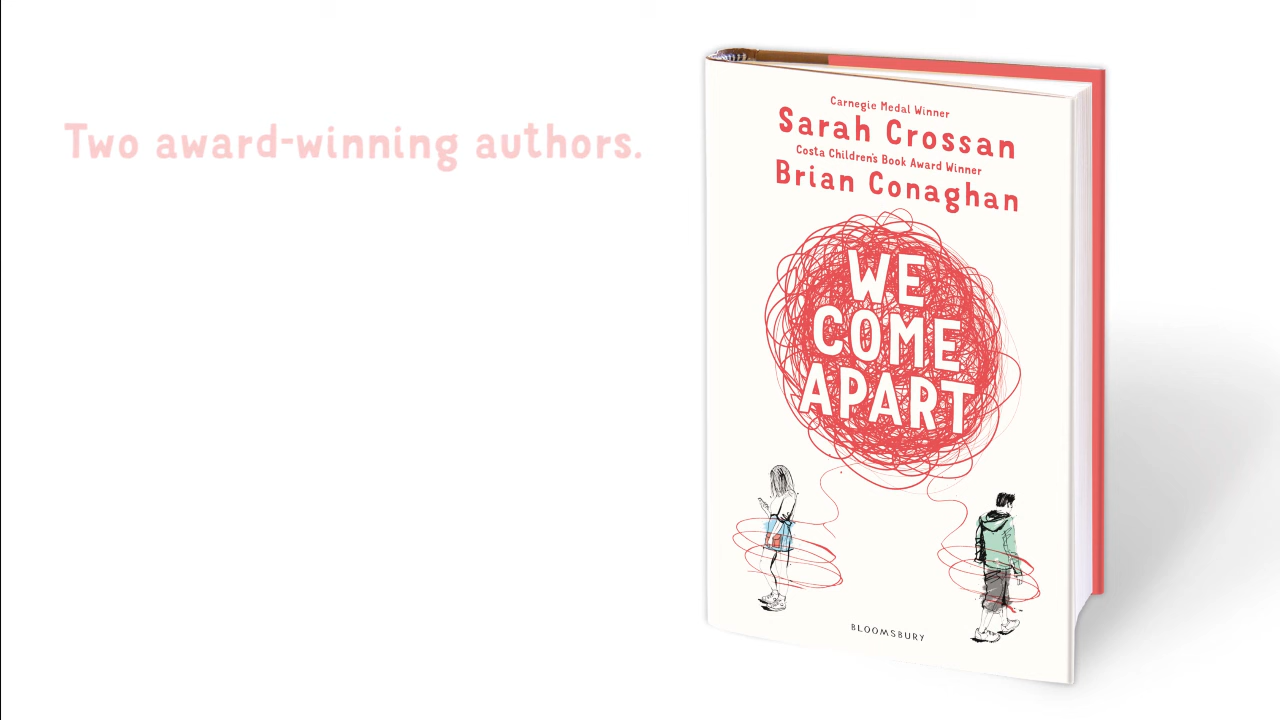 Two award-winning authors.
Carnegie Medal Winner
Sarah Crossan
Costa Children's Book Award Winner
Brian Conaghan
WE
COME
APART
BLOOMSBURY